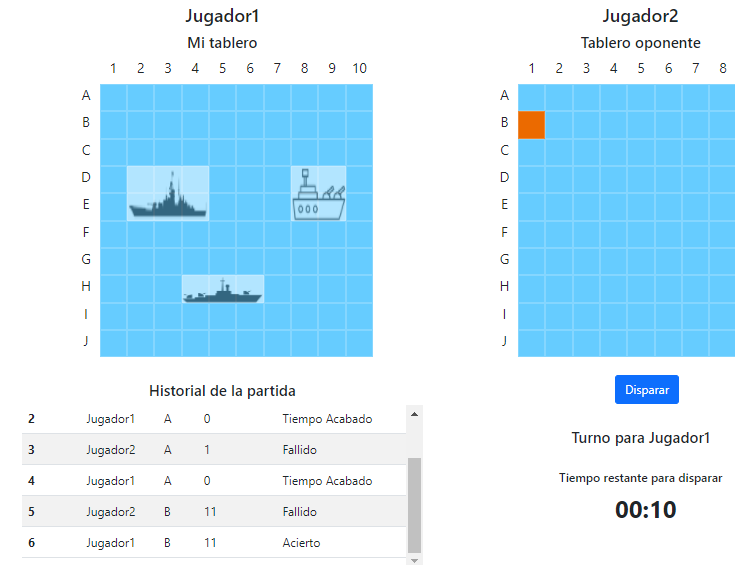 Jugador1
Mi tablero
1 2 3 4 5 6 7 8 9 10
A
B
C
D
E
F
G
H
I
J
Jugador2
Tablero oponente
1 2 3 4 5 6 7 8
A
B
C
D
E
F
G
H
I
J
Historial de la partida
2 Jugador1 A 0 Tiempo Acabado
3 Jugador2 A 1 Fallido
4 Jugador1 A 0 Tiempo Acabado
5 Jugador2 B 11 Fallido
6 Jugador1 B 11 Acierto
Disparar
Turno para Jugador1
Tiempo restante para disparar
00:10